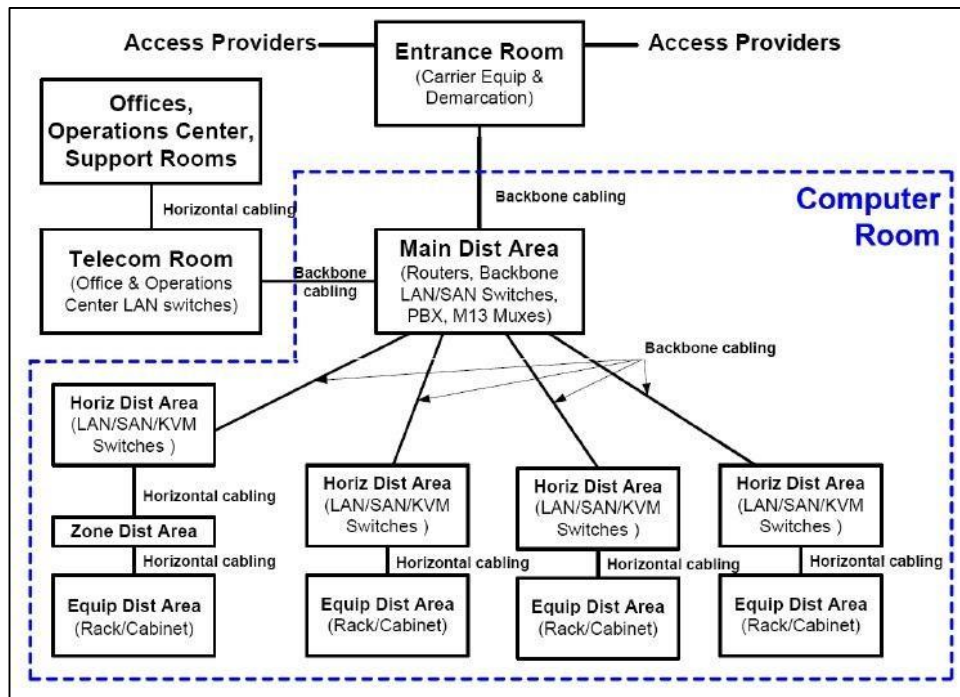 Access Providers
Entrance Room
(Carrier Equip &
Demarcation)
Access Providers
Offices,
Operations Center,
Support Rooms
Horizontal cabling
Backbone cabling
Computer
Room
Telecom Room
(Office & Operations
Center LAN switches)
Backbone
cabling
Main Dist Area
(Routers, Backbone
LAN/SAN Switches,
PBX, M13 Muxes)
Backbone cabling
Horiz Dist Area
(LAN/SAN/KVM
Switches )
Horizontal cabling
Zone Dist Area
Horizontal cabling
Equip Dist Area
(Rack/Cabinet)
Horiz Dist Area
(LAN/SAN/KVM
Switches )
Horizontal cabling
Equip Dist Area
(Rack/Cabinet)
Horiz Dist Area
(LAN/SAN/KVM
Switches )
Horizontal cabling
Equip Dist Area
(Rack/Cabinet)
Horiz Dist Area
(LAN/SAN/KVM
Switches )
Horizontal cabling
Equip Dist Area
(Rack/Cabinet)